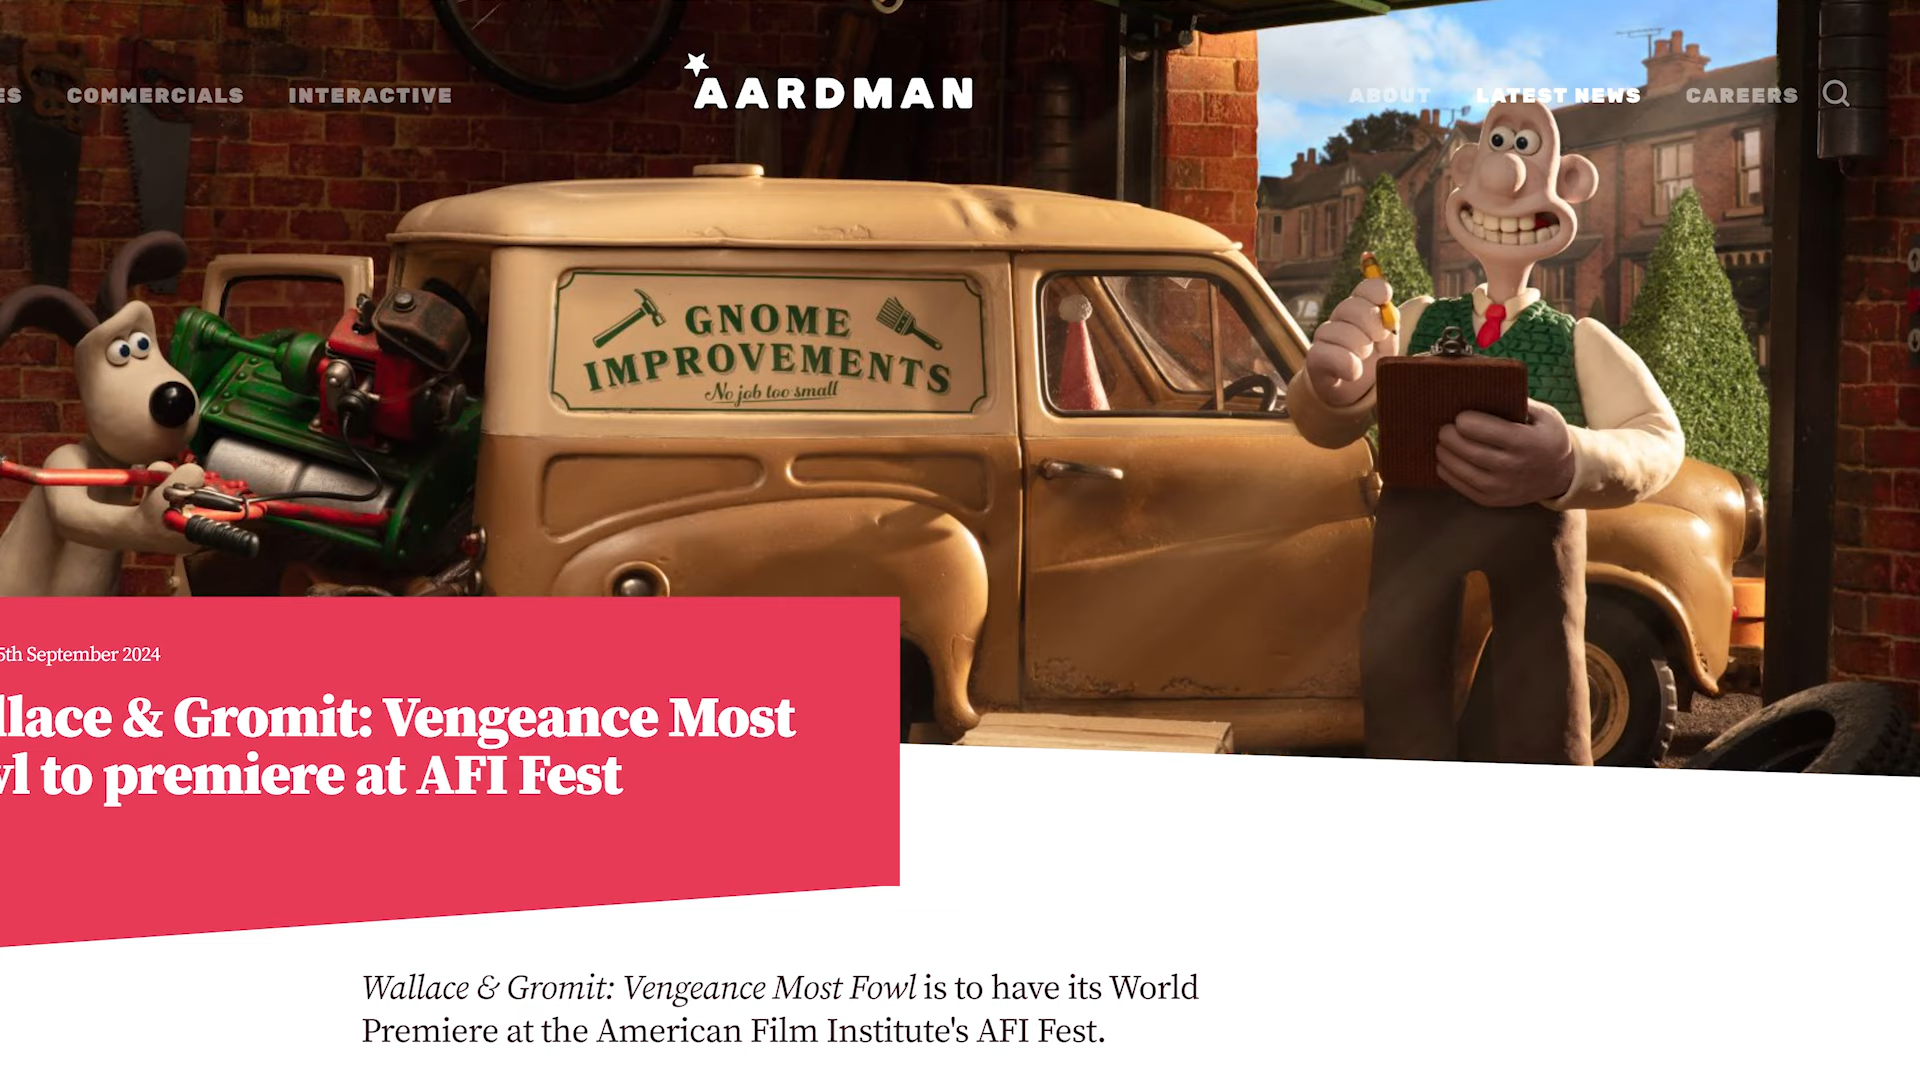 ES COMMERCIALS INTERACTIVE AARDMAN ABOUT LATEST NEWS CAREERS
GNOME
IMPROVEMENTS
No job too small
5th September 2024
llace & Gromit: Vengeance Most
wl to premiere at AFI Fest
Wallace & Gromit: Vengeance Most Fowl is to have its World
Premiere at the American Film Institute's AFI Fest.